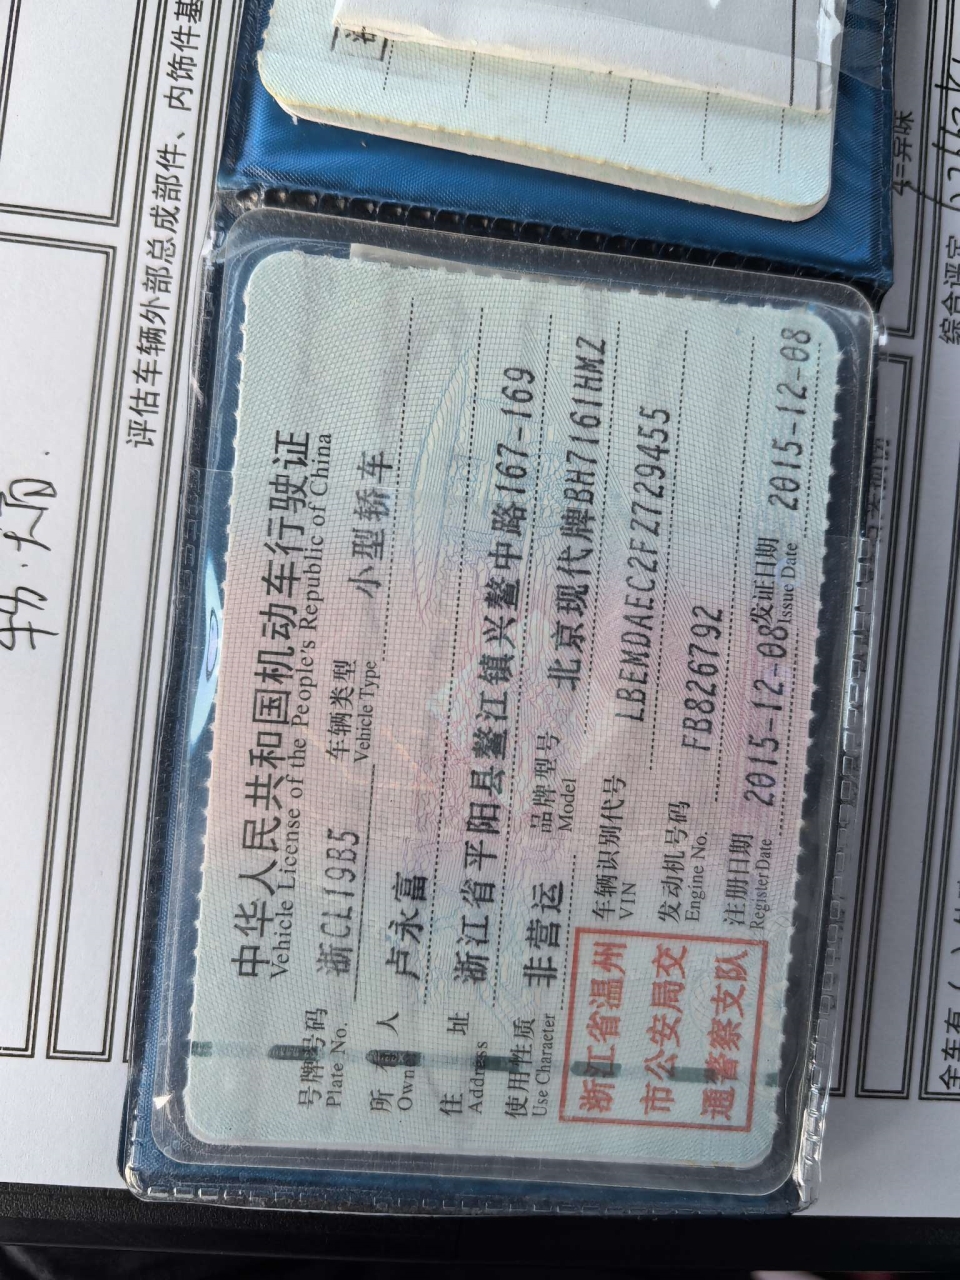 中华人民共和国机动车行驶证
Vehicle License of the People's Republic of China
号牌号码 浙CL19B5 车辆类型 小型轿车
Plate No. Vehicle Type
所有人 卢永富
Owner
住址 浙江省平阳县鳌江镇兴鳌中路167-169
Address
使用性质 非营运 品牌型号 北京现代牌BH7161HMZ
Use Character Model
浙江省温州
市公安局交
通警察支队
车辆识别代号 LBEMDAEC2FZ729455
VIN
发动机号码 FB826792
Engine No.
注册日期 2015-12-08 发证日期 2015-12-08
Register Date Issue Date
评估车辆外部总成部件、内饰件基
综合评定